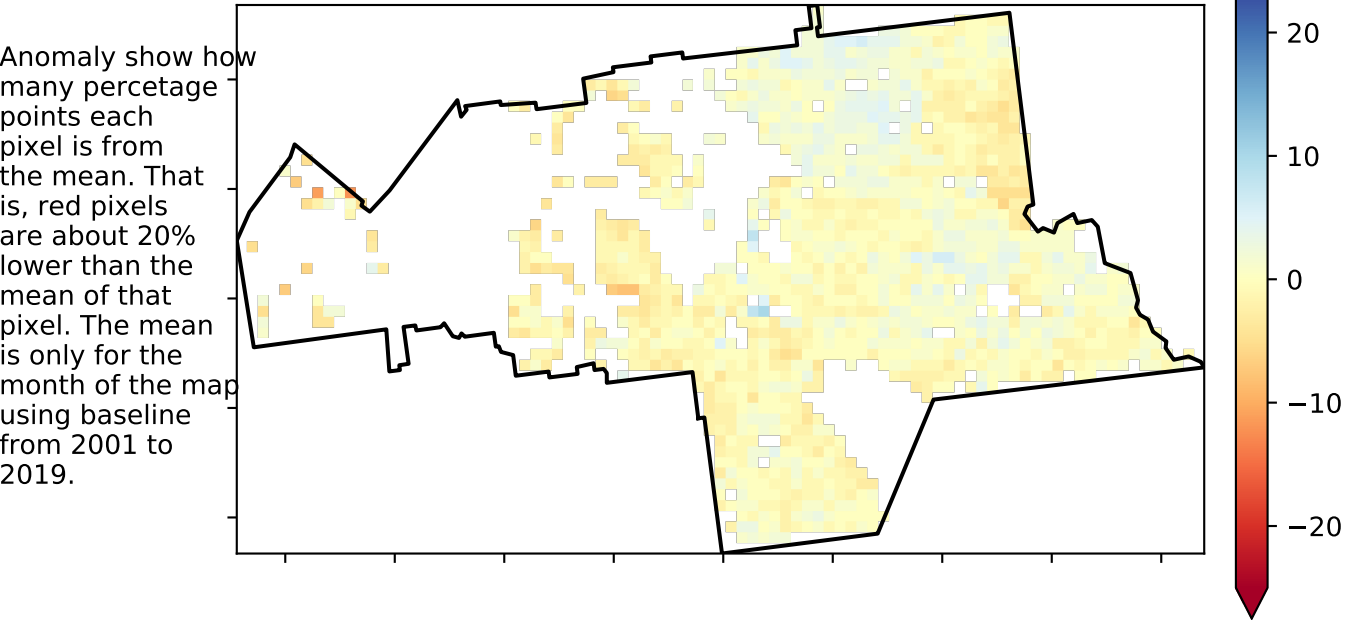 Anomaly show how
many percetage
points each
pixel is from
the mean. That
is, red pixels
are about 20%
lower than the
mean of that
pixel. The mean
is only for the
month of the map
using baseline
from 2001 to
2019.
20
10
0
−10
−20